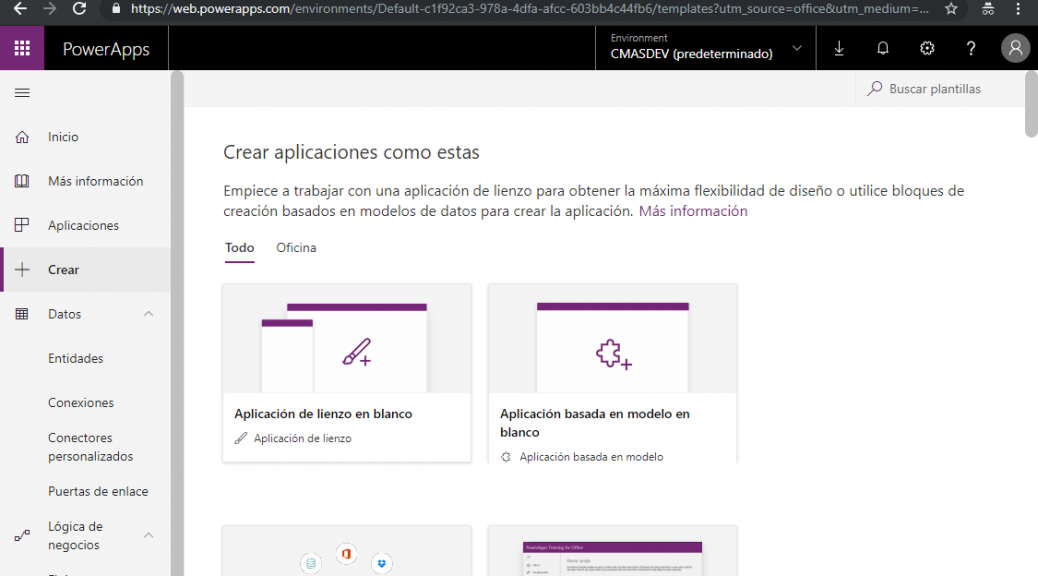 https://web.powerapps.com/environments/Default-c1f92ca3-978a-4dfa-afcc-603bb4c44fb6/templates?utm_source=office&utm_medium=...
PowerApps
Environment
CMASDEV (predeterminado)
Buscar plantillas
Inicio
Más información
Aplicaciones
Crear
Datos
Entidades
Conexiones
Conectores
personalizados
Puertas de enlace
Lógica de
negocios
Crear aplicaciones como estas
Empiece a trabajar con una aplicación de lienzo para obtener la máxima flexibilidad de diseño o utilice bloques de
creación basados en modelos de datos para crear la aplicación. Más información
Todo
Oficina
Aplicación de lienzo en blanco
Aplicación de lienzo
Aplicación basada en modelo en
blanco
Aplicación basada en modelo
PowerApps Training for Office